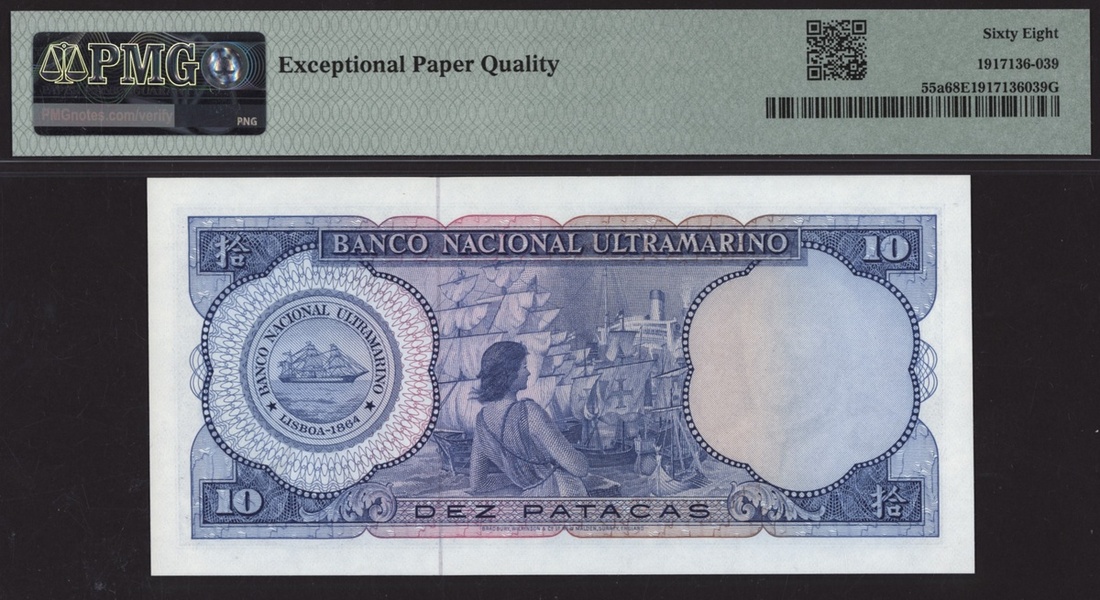 PMG
PMGnotes.com/verify
PNG
Exceptional Paper Quality
Sixty Eight
1917136-039
55a68E1917136039G
拾
BANCO NACIONAL ULTRAMARINO
10
BANCO NACIONAL ULTRAMARINO
LISBOA-1864
10
DEZ PATACAS
拾